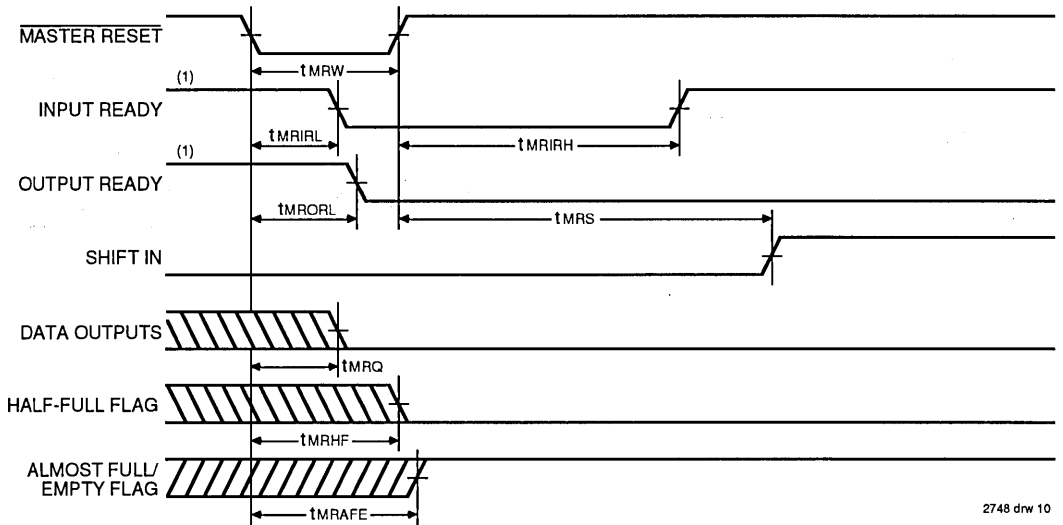 MASTER RESET
tMRW
(1)
INPUT READY
tMRIRL
tMRIRH
(1)
OUTPUT READY
tMRORL
tMRS
SHIFT IN
DATA OUTPUTS
tMRQ
HALF-FULL FLAG
tMRHF
ALMOST FULL/
EMPTY FLAG
tMRAFE
2748 drw 10